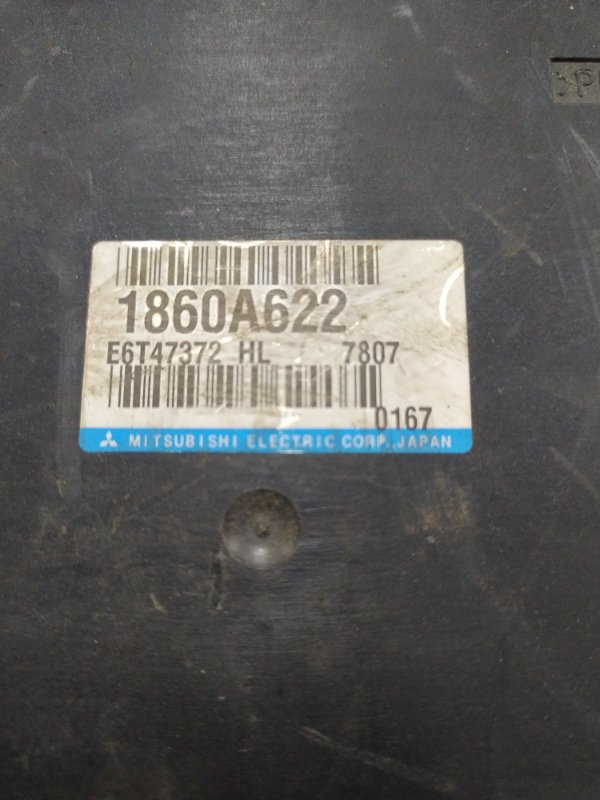 1860A622
E6T47372 HL 7807
0167
MITSUBISHI ELECTRIC CORP. JAPAN